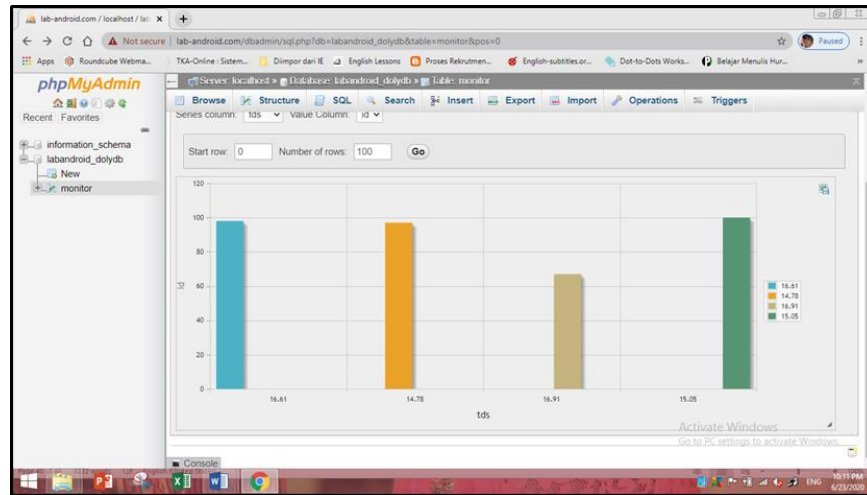 lab-android.com / localhost / lab
Not secure | lab-android.com/dbadmin/sql.php?db=labandroid_dolydb&table=monitor&pos=0
Paused
Apps Roundcube Webma... TKA-Online : Sistem... Diimpor dari IE English Lessons Proses Rekrutmen... English-subtitles.or... Dot-to-Dots Works... Belajar Menulis Hur...
phpMyAdmin
Recent Favorites
information_schema
labandroid_dolydb
New
monitor
Server: localhost » Database: labandroid_dolydb » Table: monitor
Browse Structure SQL Search Insert Export Import Operations Triggers
Series column: tds Value Column: id
Start row: 0 Number of rows: 100 Go
120
100
80
60
40
20
0
id
16.61 14.78 16.91 15.05
tds
16.61
14.78
16.91
15.05
Activate Windows
Go to PC settings to activate Windows.
Console
ENG
10:11 PM
6/23/2020